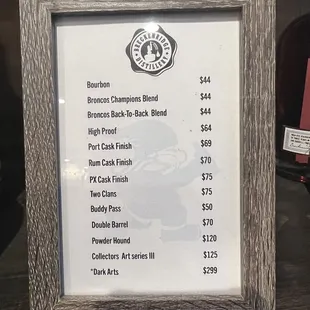 BRECKENRIDGE
DISTILLERY
Bourbon $44
Broncos Champions Blend $44
Broncos Back-To-Back Blend $44
High Proof $64
Port Cask Finish $69
Rum Cask Finish $70
PX Cask Finish $75
Two Clans $75
Buddy Pass $50
Double Barrel $70
Powder Hound $120
Collectors Art series III $125
*Dark Arts $299